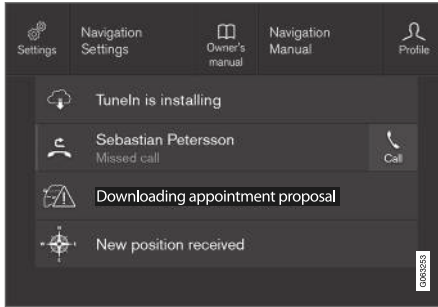 Settings
Navigation
Settings
Owner's
manual
Navigation
Manual
Profile
TuneIn is installing
Sebastian Petersson
Missed call
Call
Downloading appointment proposal
New position received
G063253